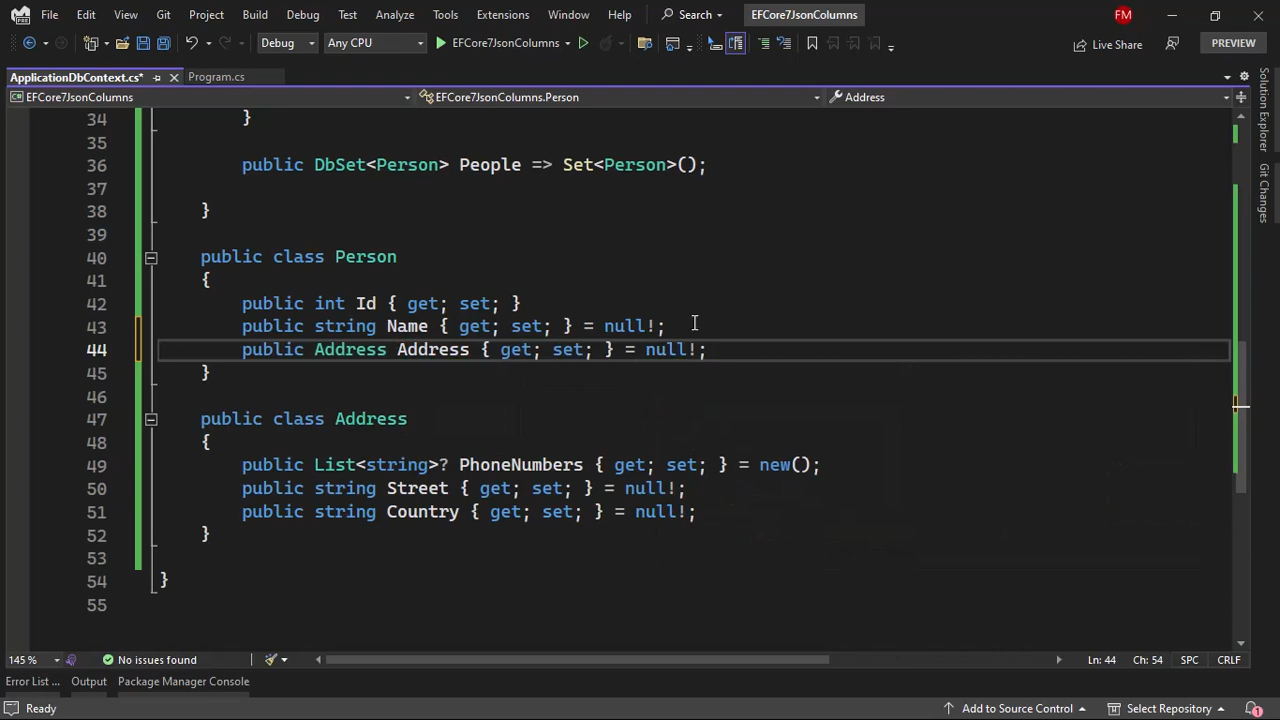 File Edit View Git Project Build Debug Test Analyze Tools Extensions Window Help Search EFCore7JsonColumns FM
Debug Any CPU EFCore7JsonColumns Live Share PREVIEW
ApplicationDbContext.cs* Program.cs
EFCore7JsonColumns EFCore7JsonColumns.Person Address
34 }
35
36 public DbSet<Person> People => Set<Person>();
37
38 }
39
40 public class Person
41 {
42 public int Id { get; set; }
43 public string Name { get; set; } = null!;
44 public Address Address { get; set; } = null!;
45 }
46
47 public class Address
48 {
49 public List<string>? PhoneNumbers { get; set; } = new();
50 public string Street { get; set; } = null!;
51 public string Country { get; set; } = null!;
52 }
53
54 }
55
Solution Explorer
Git Changes
145 % No issues found Ln: 44 Ch: 54 SPC CRLF
Error List ... Output Package Manager Console
Ready Add to Source Control Select Repository 1